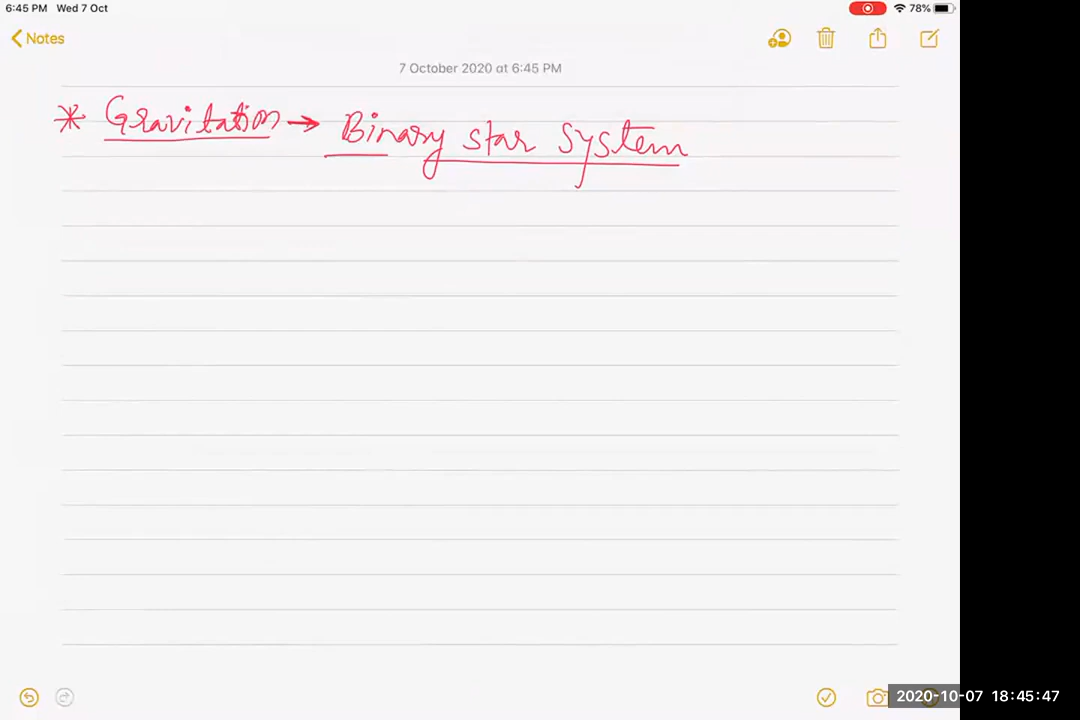 6:45 PM Wed 7 Oct 78%
Notes
7 October 2020 at 6:45 PM
* Gravitation → Binary star System
2020-10-07 18:45:47